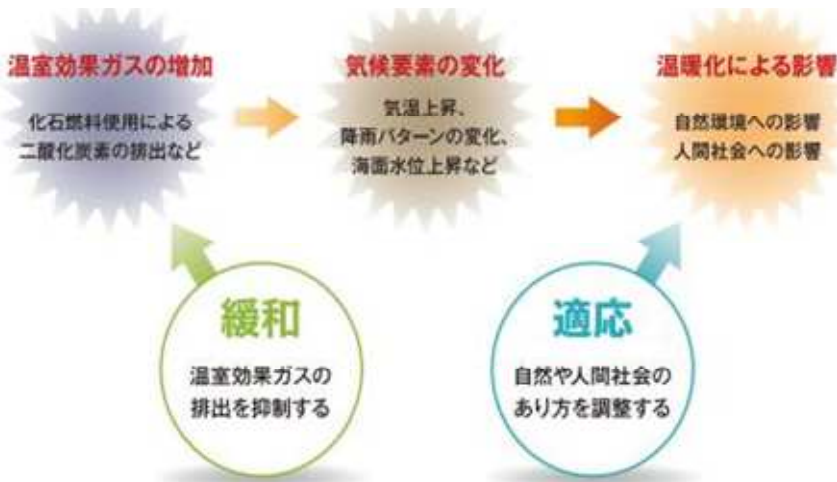 温室効果ガスの増加
化石燃料使用による
二酸化炭素の排出など
気候要素の変化
気温上昇、
降雨パターンの変化、
海面水位上昇など
温暖化による影響
自然環境への影響
人間社会への影響
緩和
温室効果ガスの
排出を抑制する
適応
自然や人間社会の
あり方を調整する